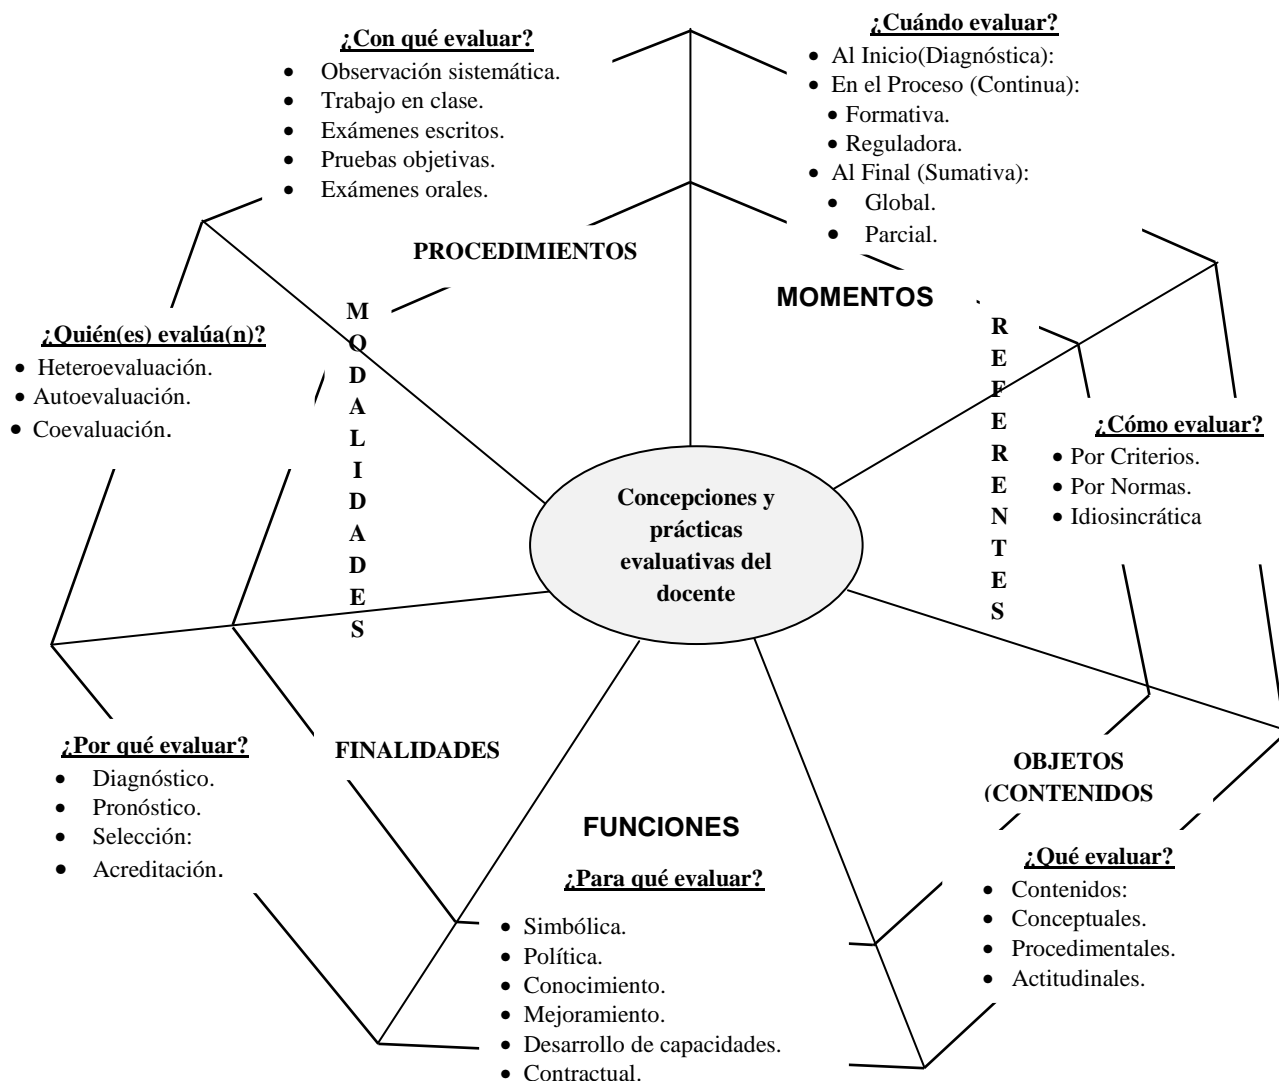 ¿Con qué evaluar?
• Observación sistemática.
• Trabajo en clase.
• Exámenes escritos.
• Pruebas objetivas.
• Exámenes orales.
PROCEDIMIENTOS
¿Cuándo evaluar?
• Al Inicio(Diagnóstica):
• En el Proceso (Continua):
• Formativa.
• Reguladora.
• Al Final (Sumativa):
• Global.
• Parcial.
MOMENTOS
¿Quién(es) evalúa(n)?
• Heteroevaluación.
• Autoevaluación.
• Coevaluación.
M
O
D
A
L
I
D
A
D
E
S
R
E
F
E
R
E
N
T
E
S
¿Cómo evaluar?
• Por Criterios.
• Por Normas.
• Idiosincrática
Concepciones y
prácticas
evaluativas del
docente
¿Por qué evaluar?
• Diagnóstico.
• Pronóstico.
• Selección:
• Acreditación.
FINALIDADES
FUNCIONES
¿Para qué evaluar?
• Simbólica.
• Política.
• Conocimiento.
• Mejoramiento.
• Desarrollo de capacidades.
• Contractual.
OBJETOS
(CONTENIDOS
¿Qué evaluar?
• Contenidos:
• Conceptuales.
• Procedimentales.
• Actitudinales.